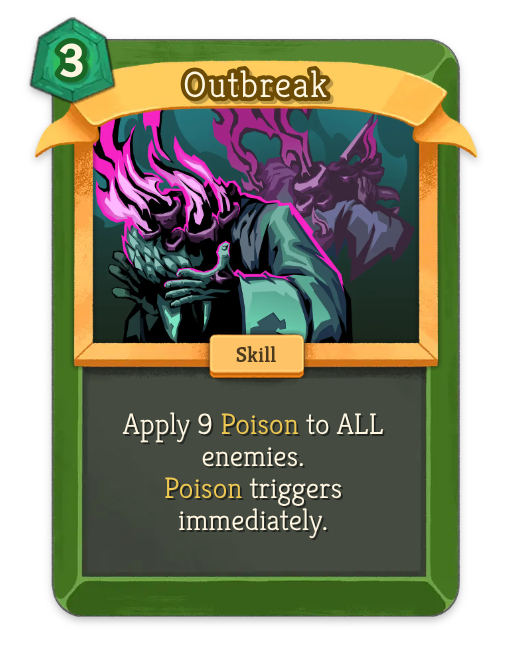 3
Outbreak
Skill
Apply 9 Poison to ALL
enemies.
Poison triggers
immediately.